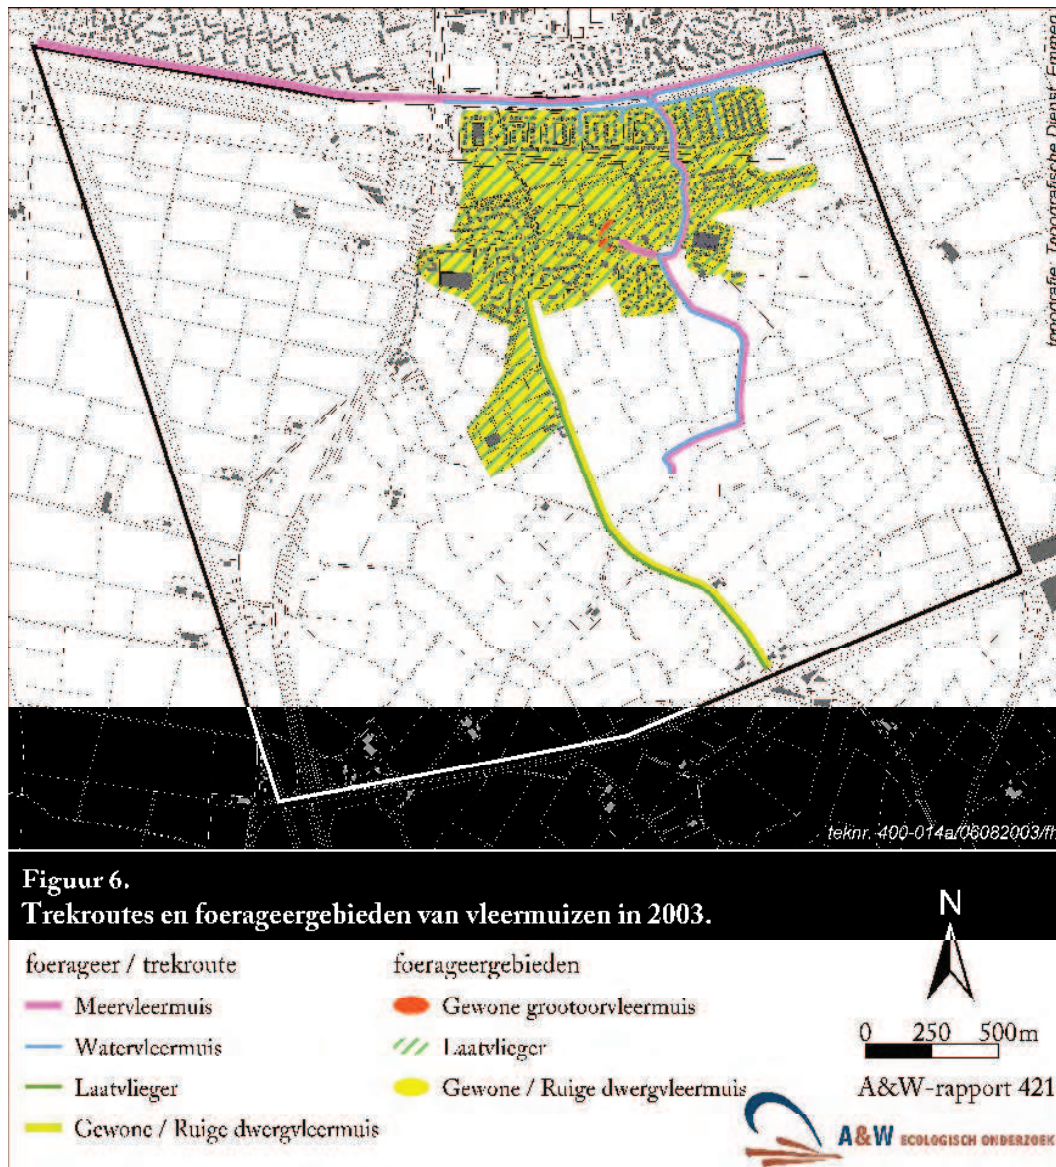 topografie: Topografische Dienst, Emmen
teknr. 400-014a/06082003/fh
Figuur 6.
Trekroutes en foerageergebieden van vleermuizen in 2003.
foerageer / trekroute
Meervleermuis
Watervleermuis
Laatvlieger
Gewone / Ruige dwergvleermuis
foerageergebieden
Gewone grootoorvleermuis
Laatvlieger
Gewone / Ruige dwergvleermuis
N
0 250 500m
A&W-rapport 421
A&W ECOLOGISCH ONDERZOEK